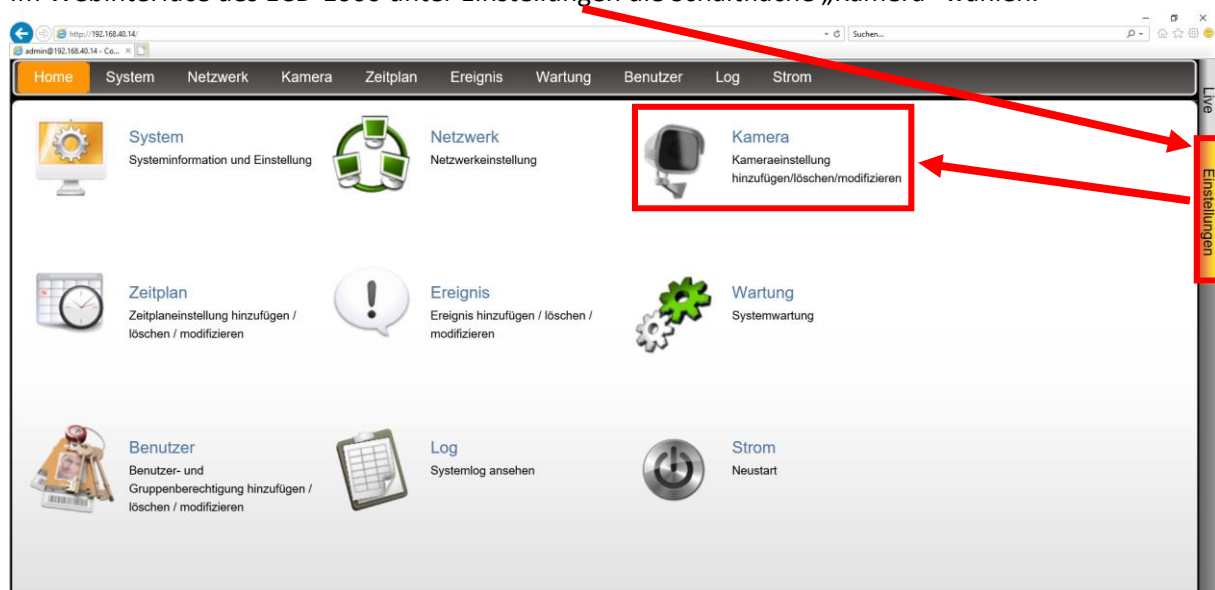 Im Webinterface des ECD-1000 unter Einstellungen die Schaltfläche „Kamera“ wählen.
http://192.168.40.14/
Suchen...
admin@192.168.40.14 - Co...
Home System Netzwerk Kamera Zeitplan Ereignis Wartung Benutzer Log Strom
Live
Einstellungen
System
Systeminformation und Einstellung
Netzwerk
Netzwerkeinstellung
Kamera
Kameraeinstellung
hinzufügen/löschen/modifizieren
Zeitplan
Zeitplaneinstellung hinzufügen /
löschen / modifizieren
Ereignis
Ereignis hinzufügen / löschen /
modifizieren
Wartung
Systemwartung
Benutzer
Benutzer- und
Gruppenberechtigung hinzufügen /
löschen / modifizieren
Log
Systemlog ansehen
Strom
Neustart